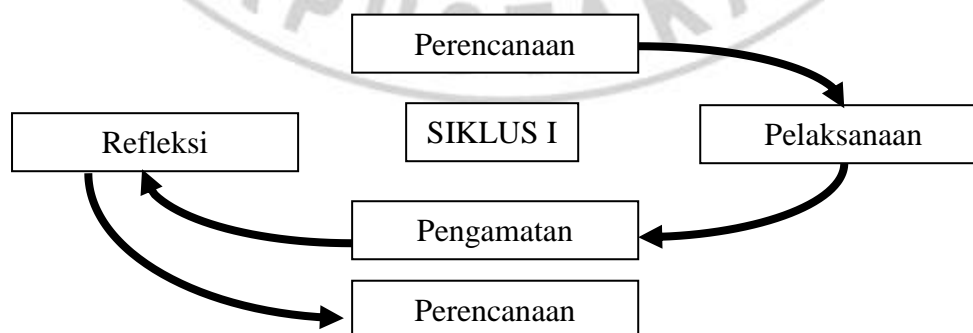 Perencanaan
SIKLUS I
Refleksi
Pelaksanaan
Pengamatan
Perencanaan